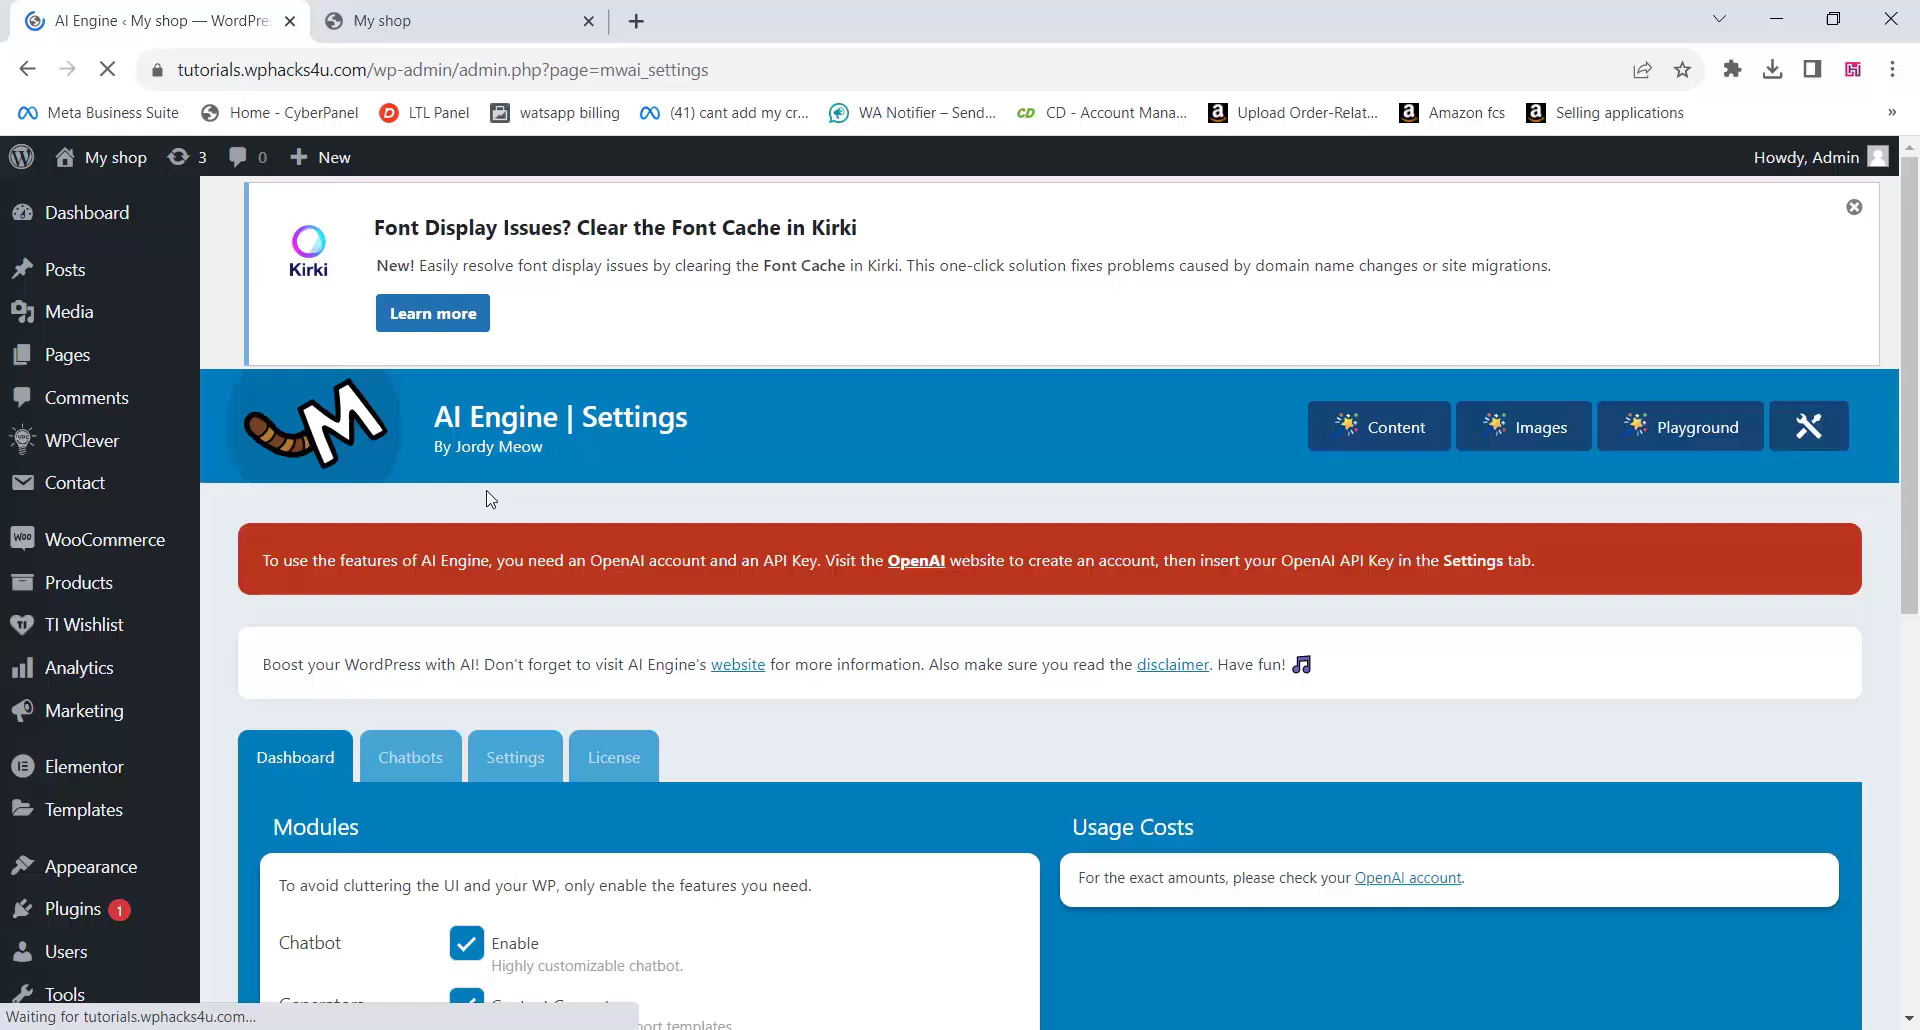 AI Engine ‹ My shop — WordPre
My shop
tutorials.wphacks4u.com/wp-admin/admin.php?page=mwai_settings
Meta Business Suite
Home - CyberPanel
LTL Panel
watsapp billing
(41) cant add my cr...
WA Notifier – Send...
CD - Account Mana...
Upload Order-Relat...
Amazon fcs
Selling applications
»
My shop
3
0
New
Howdy, Admin
Dashboard
Posts
Media
Pages
Comments
WPClever
Contact
WooCommerce
Products
TI Wishlist
Analytics
Marketing
Elementor
Templates
Appearance
Plugins 1
Users
Tools
Kirki
Font Display Issues? Clear the Font Cache in Kirki
New! Easily resolve font display issues by clearing the Font Cache in Kirki. This one-click solution fixes problems caused by domain name changes or site migrations.
Learn more
M
AI Engine | Settings
By Jordy Meow
Content
Images
Playground
To use the features of AI Engine, you need an OpenAI account and an API Key. Visit the OpenAI website to create an account, then insert your OpenAI API Key in the Settings tab.
Boost your WordPress with AI! Don't forget to visit AI Engine's website for more information. Also make sure you read the disclaimer. Have fun! 🎵
Dashboard
Chatbots
Settings
License
Modules
To avoid cluttering the UI and your WP, only enable the features you need.
Chatbot
Enable
Highly customizable chatbot.
Usage Costs
For the exact amounts, please check your OpenAI account.
templates
Waiting for tutorials.wphacks4u.com...